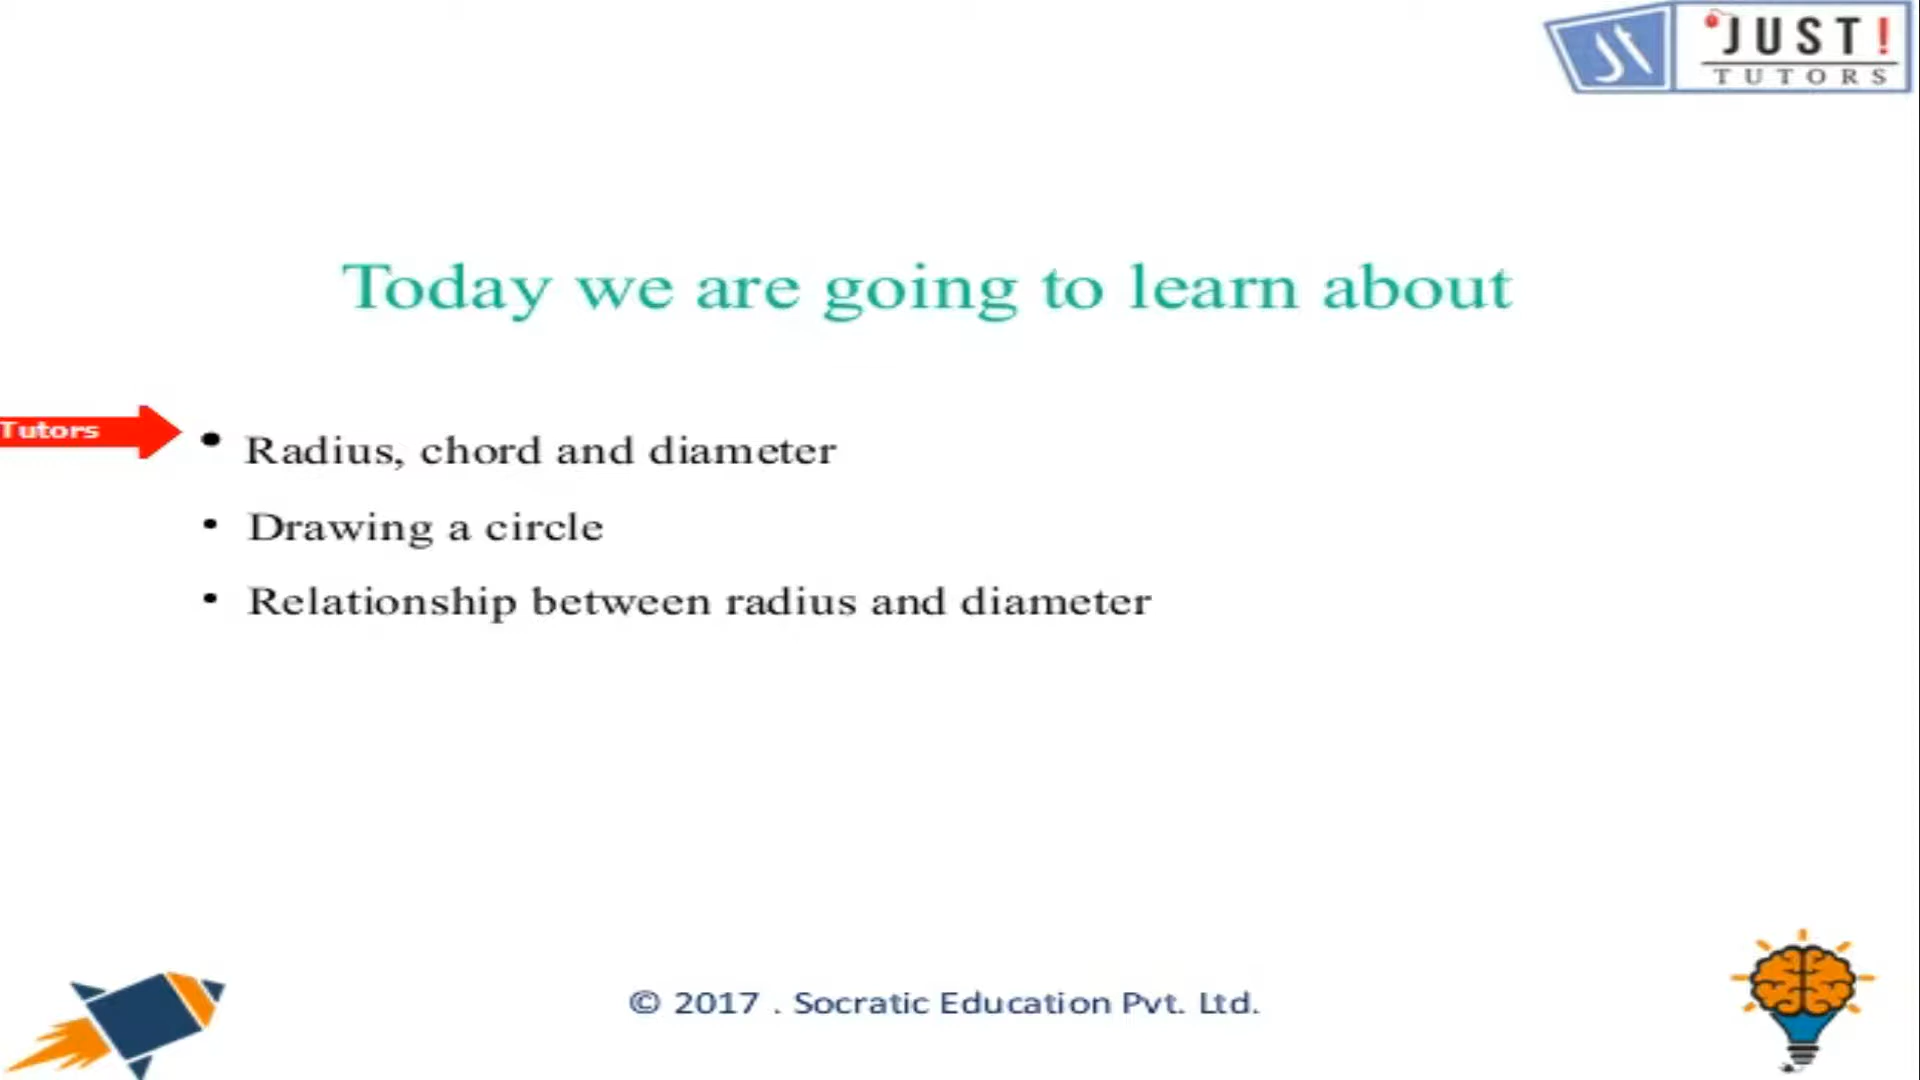 JUST!
TUTORS
Today we are going to learn about
Tutors
• Radius, chord and diameter
• Drawing a circle
• Relationship between radius and diameter
© 2017 . Socratic Education Pvt. Ltd.